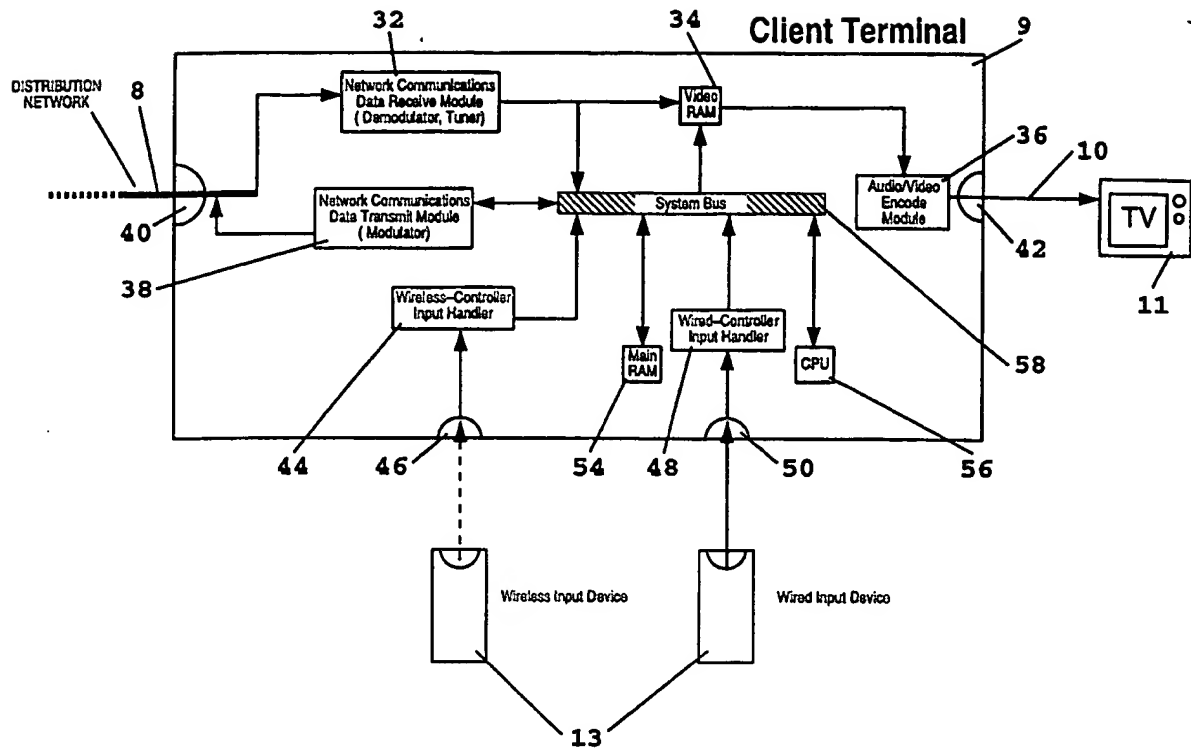 32
34
Client Terminal
9
DISTRIBUTION
NETWORK
8
Network Communications
Data Receive Module
( Demodulator, Tuner)
Video
RAM
36
10
Audio/Video
Encode
Module
System Bus
Network Communications
Data Transmit Module
( Modulator)
TV
40
42
38
11
Wireless-Controller
Input Handler
Wired-Controller
Input Handler
Main
RAM
CPU
58
44
46
54
48
50
56
Wireless Input Device
Wired Input Device
13